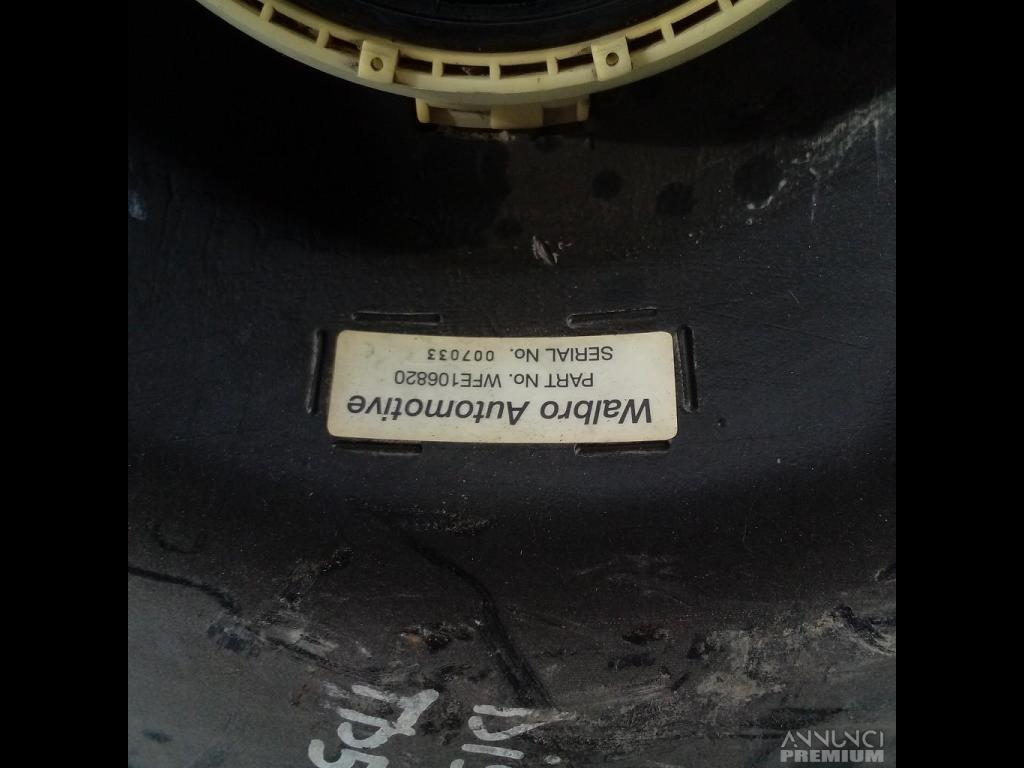 Walbro Automotive
PART No. WFE106820
SERIAL No. 007033
ANNUNCI
PREMIUM